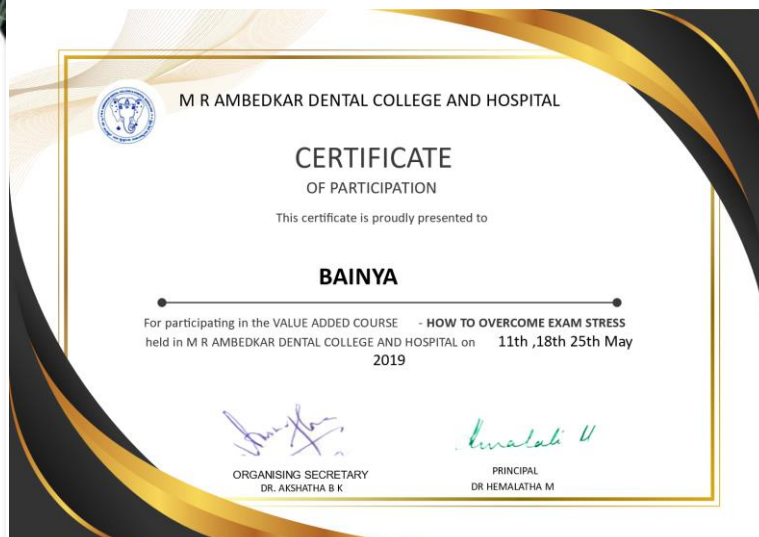 M R AMBEDKAR DENTAL COLLEGE AND HOSPITAL
CERTIFICATE
OF PARTICIPATION
This certificate is proudly presented to
BAINYA
For participating in the VALUE ADDED COURSE - HOW TO OVERCOME EXAM STRESS
held in M R AMBEDKAR DENTAL COLLEGE AND HOSPITAL on 11th ,18th 25th May
2019
ORGANISING SECRETARY
DR. AKSHATHA B K
PRINCIPAL
DR HEMALATHA M